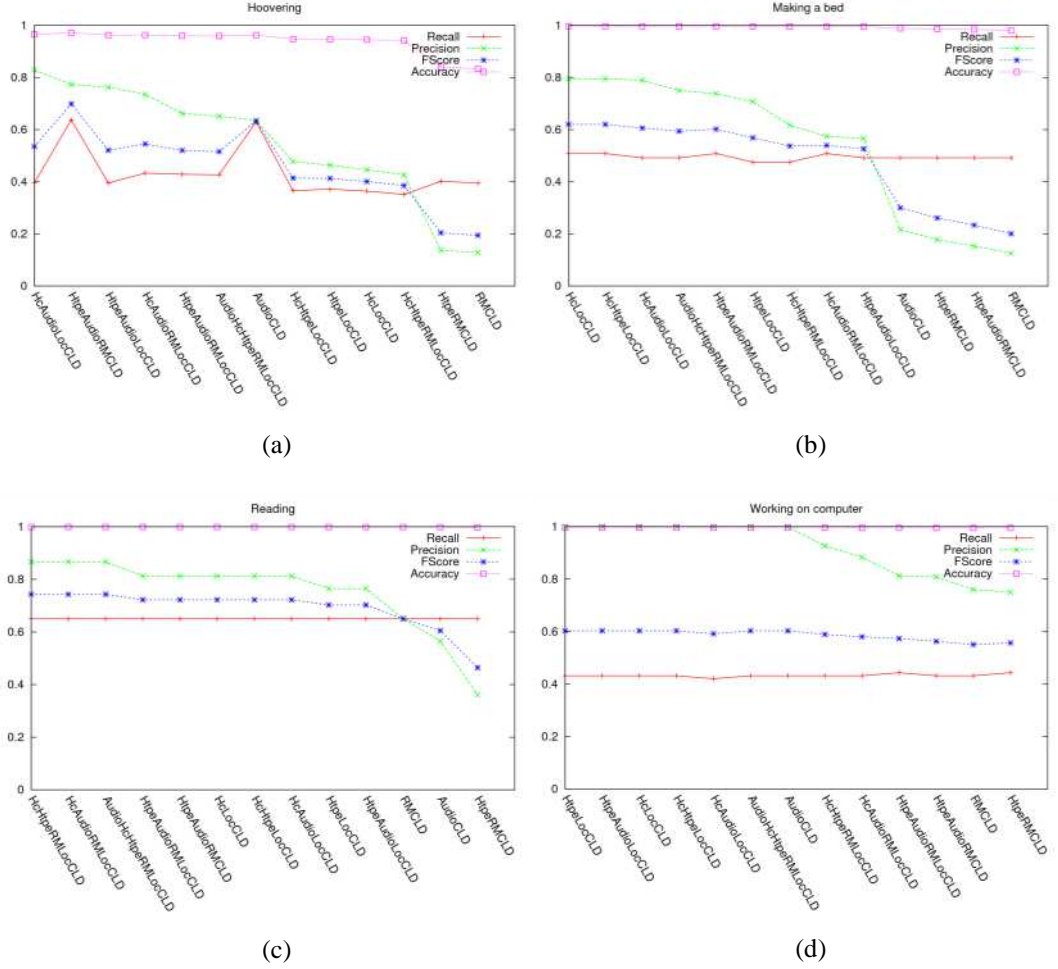 Hoovering
1
0.8
0.6
0.4
0.2
0
Recall
Precision
FScore
Accuracy
HcAudioLocCLD
HtpeAudioRMCLD
HtpeAudioLocCLD
HcAudioRMLocCLD
HtpeAudioRMLocCLD
AudioHcHtpeRMLocCLD
AudioCLD
HcHtpeLocCLD
HtpeLocCLD
HcLocCLD
HcHtpeRMLocCLD
HtpeRMCLD
RMCLD
(a)
Making a bed
1
0.8
0.6
0.4
0.2
0
Recall
Precision
FScore
Accuracy
HcLocCLD
HcHtpeLocCLD
HcAudioLocCLD
AudioHcHtpeRMLocCLD
HtpeAudioRMLocCLD
HtpeLocCLD
HcHtpeRMLocCLD
HcAudioRMLocCLD
HtpeAudioLocCLD
AudioCLD
HtpeRMCLD
HtpeAudioRMCLD
RMCLD
(b)
Reading
1
0.8
0.6
0.4
0.2
0
Recall
Precision
FScore
Accuracy
HcHtpeRMLocCLD
HcAudioRMLocCLD
AudioHcHtpeRMLocCLD
HtpeAudioRMLocCLD
HtpeAudioRMCLD
HcLocCLD
HcHtpeLocCLD
HcAudioLocCLD
HtpeLocCLD
HtpeAudioLocCLD
RMCLD
AudioCLD
HtpeRMCLD
(c)
Working on computer
1
0.8
0.6
0.4
0.2
0
Recall
Precision
FScore
Accuracy
HtpeLocCLD
HtpeAudioLocCLD
HcLocCLD
HcHtpeLocCLD
HcAudioLocCLD
AudioHcHtpeRMLocCLD
AudioCLD
HcHtpeRMLocCLD
HcAudioRMLocCLD
HtpeAudioRMLocCLD
HtpeAudioRMCLD
RMCLD
HtpeRMCLD
(d)